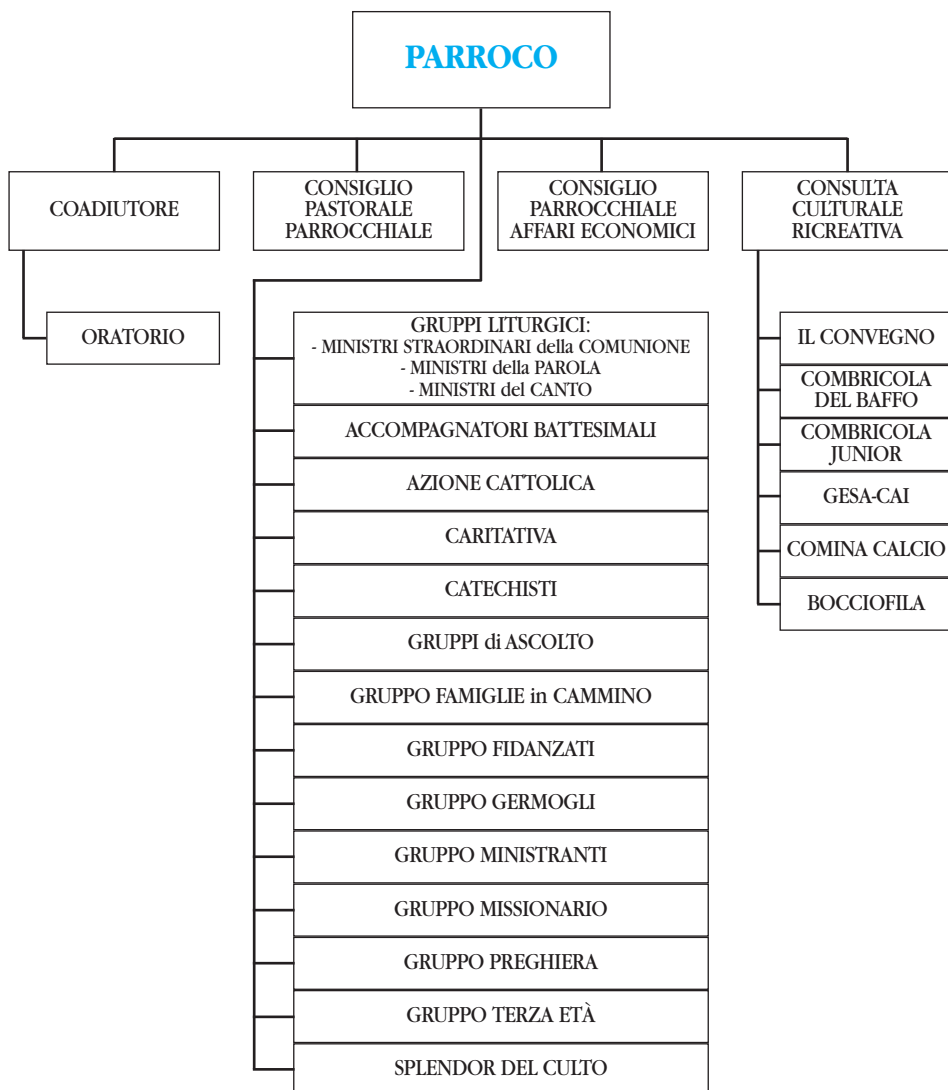 PARROCO
COADIUTORE
CONSIGLIO
PASTORALE
PARROCCHIALE
CONSIGLIO
PARROCCHIALE
AFFARI ECONOMICI
CONSULTA
CULTURALE
RICREATIVA
ORATORIO
GRUPPI LITURGICI:
- MINISTRI STRAORDINARI della COMUNIONE
- MINISTRI della PAROLA
- MINISTRI del CANTO
ACCOMPAGNATORI BATTESIMALI
AZIONE CATTOLICA
CARITATIVA
CATECHISTI
GRUPPI di ASCOLTO
GRUPPO FAMIGLIE in CAMMINO
GRUPPO FIDANZATI
GRUPPO GERMOGLI
GRUPPO MINISTRANTI
GRUPPO MISSIONARIO
GRUPPO PREGHIERA
GRUPPO TERZA ETÀ
SPLENDOR DEL CULTO
IL CONVEGNO
COMBRICOLA
DEL BAFFO
COMBRICOLA
JUNIOR
GESA-CAI
COMINA CALCIO
BOCCIOFILA